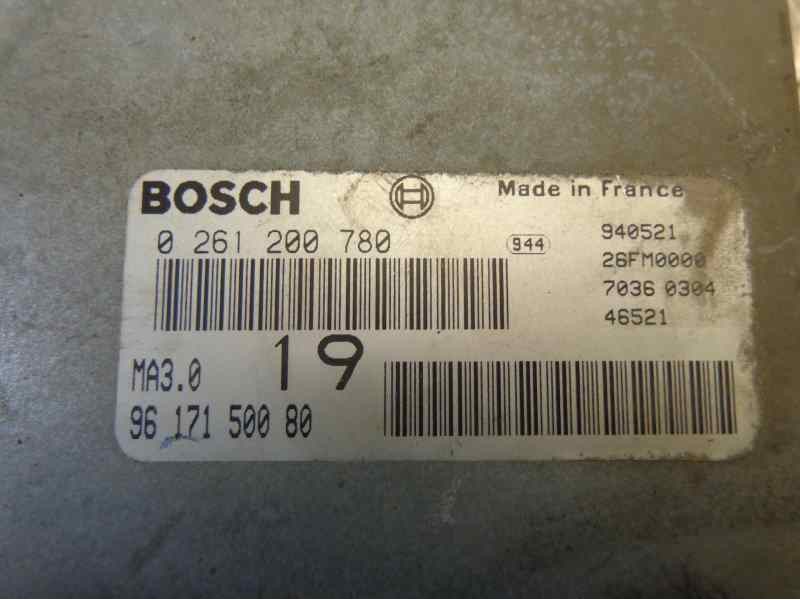 BOSCH Made in France
0 261 200 780 944 940521
26FM0000
7036 0304
46521
MA3.0 19
96 171 500 80